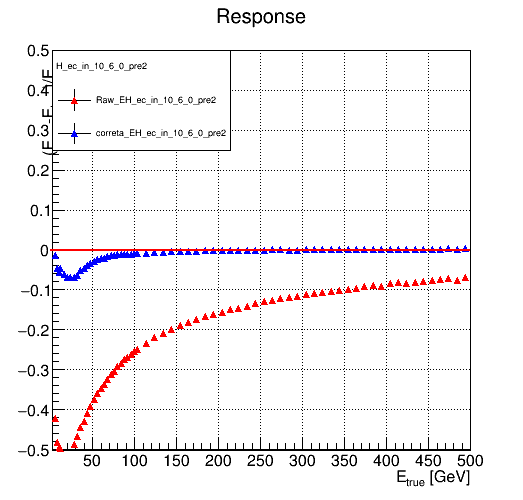 Response
0.5
0.4
0.3
0.2
0.1
0
−0.1
−0.2
−0.3
−0.4
−0.5
H_ec_in_10_6_0_pre2
Raw_EH_ec_in_10_6_0_pre2
correta_EH_ec_in_10_6_0_pre2
50 100 150 200 250 300 350 400 450 500
E_true [GeV]